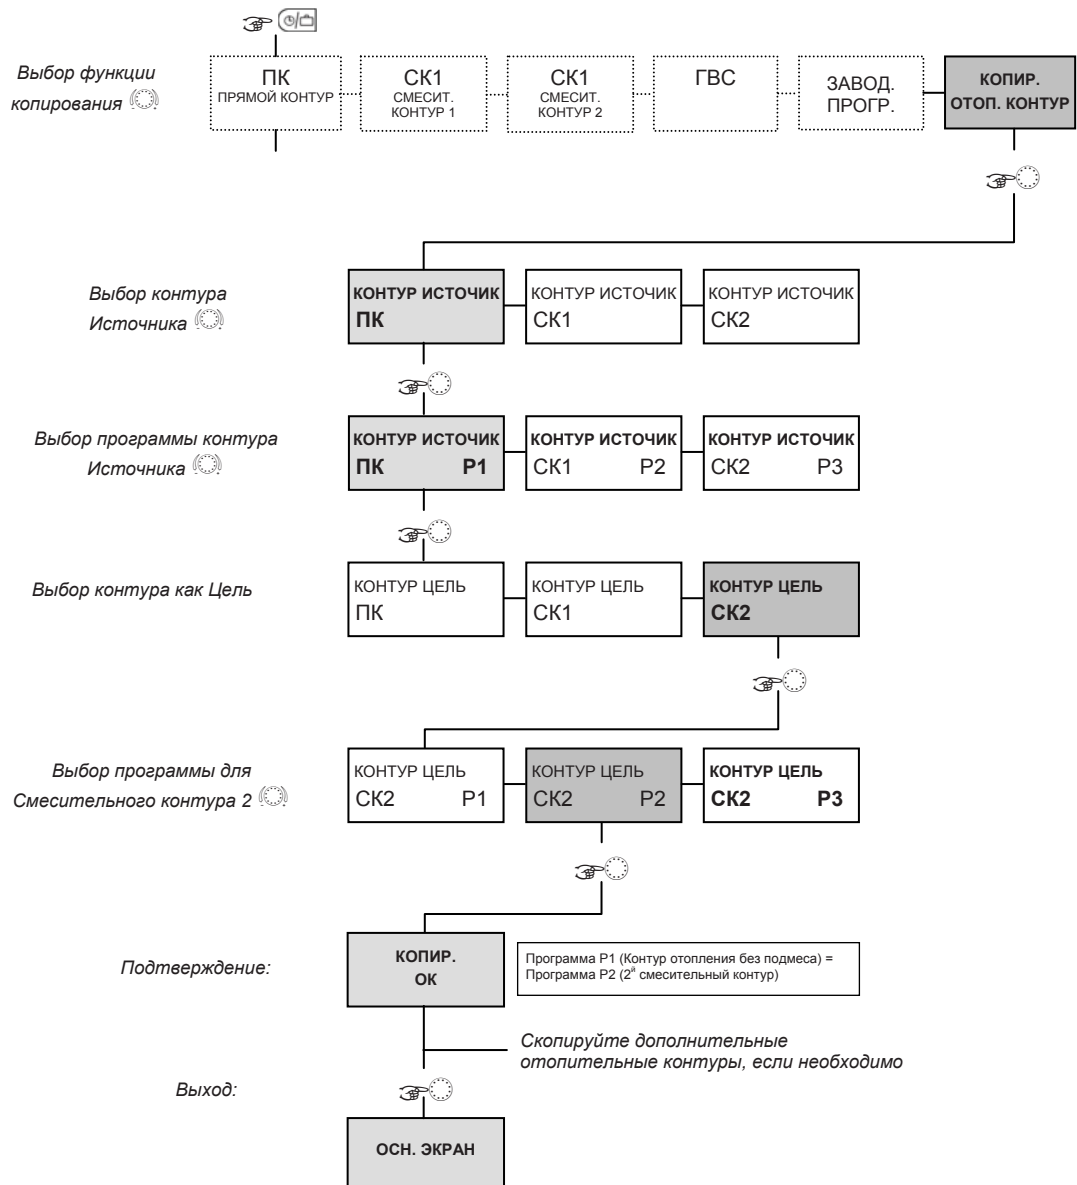 Выбор функции
копирования
ПК
ПРЯМОЙ КОНТУР
СК1
СМЕСИТ.
КОНТУР 1
СК1
СМЕСИТ.
КОНТУР 2
ГВС
ЗАВОД.
ПРОГР.
КОПИР.
ОТОП. КОНТУР
Выбор контура
Источника
КОНТУР ИСТОЧИК
ПК
КОНТУР ИСТОЧИК
СК1
КОНТУР ИСТОЧИК
СК2
Выбор программы контура
Источника
КОНТУР ИСТОЧИК
ПК P1
КОНТУР ИСТОЧИК
СК1 P2
КОНТУР ИСТОЧИК
СК2 P3
Выбор контура как Цель
КОНТУР ЦЕЛЬ
ПК
КОНТУР ЦЕЛЬ
СК1
КОНТУР ЦЕЛЬ
СК2
Выбор программы для
Смесительного контура 2
КОНТУР ЦЕЛЬ
СК2 P1
КОНТУР ЦЕЛЬ
СК2 P2
КОНТУР ЦЕЛЬ
СК2 P3
Подтверждение:
КОПИР.
ОК
Программа P1 (Контур отопления без подмеса) =
Программа P2 (2й смесительный контур)
Скопируйте дополнительные
отопительные контуры, если необходимо
Выход:
ОСН. ЭКРАН